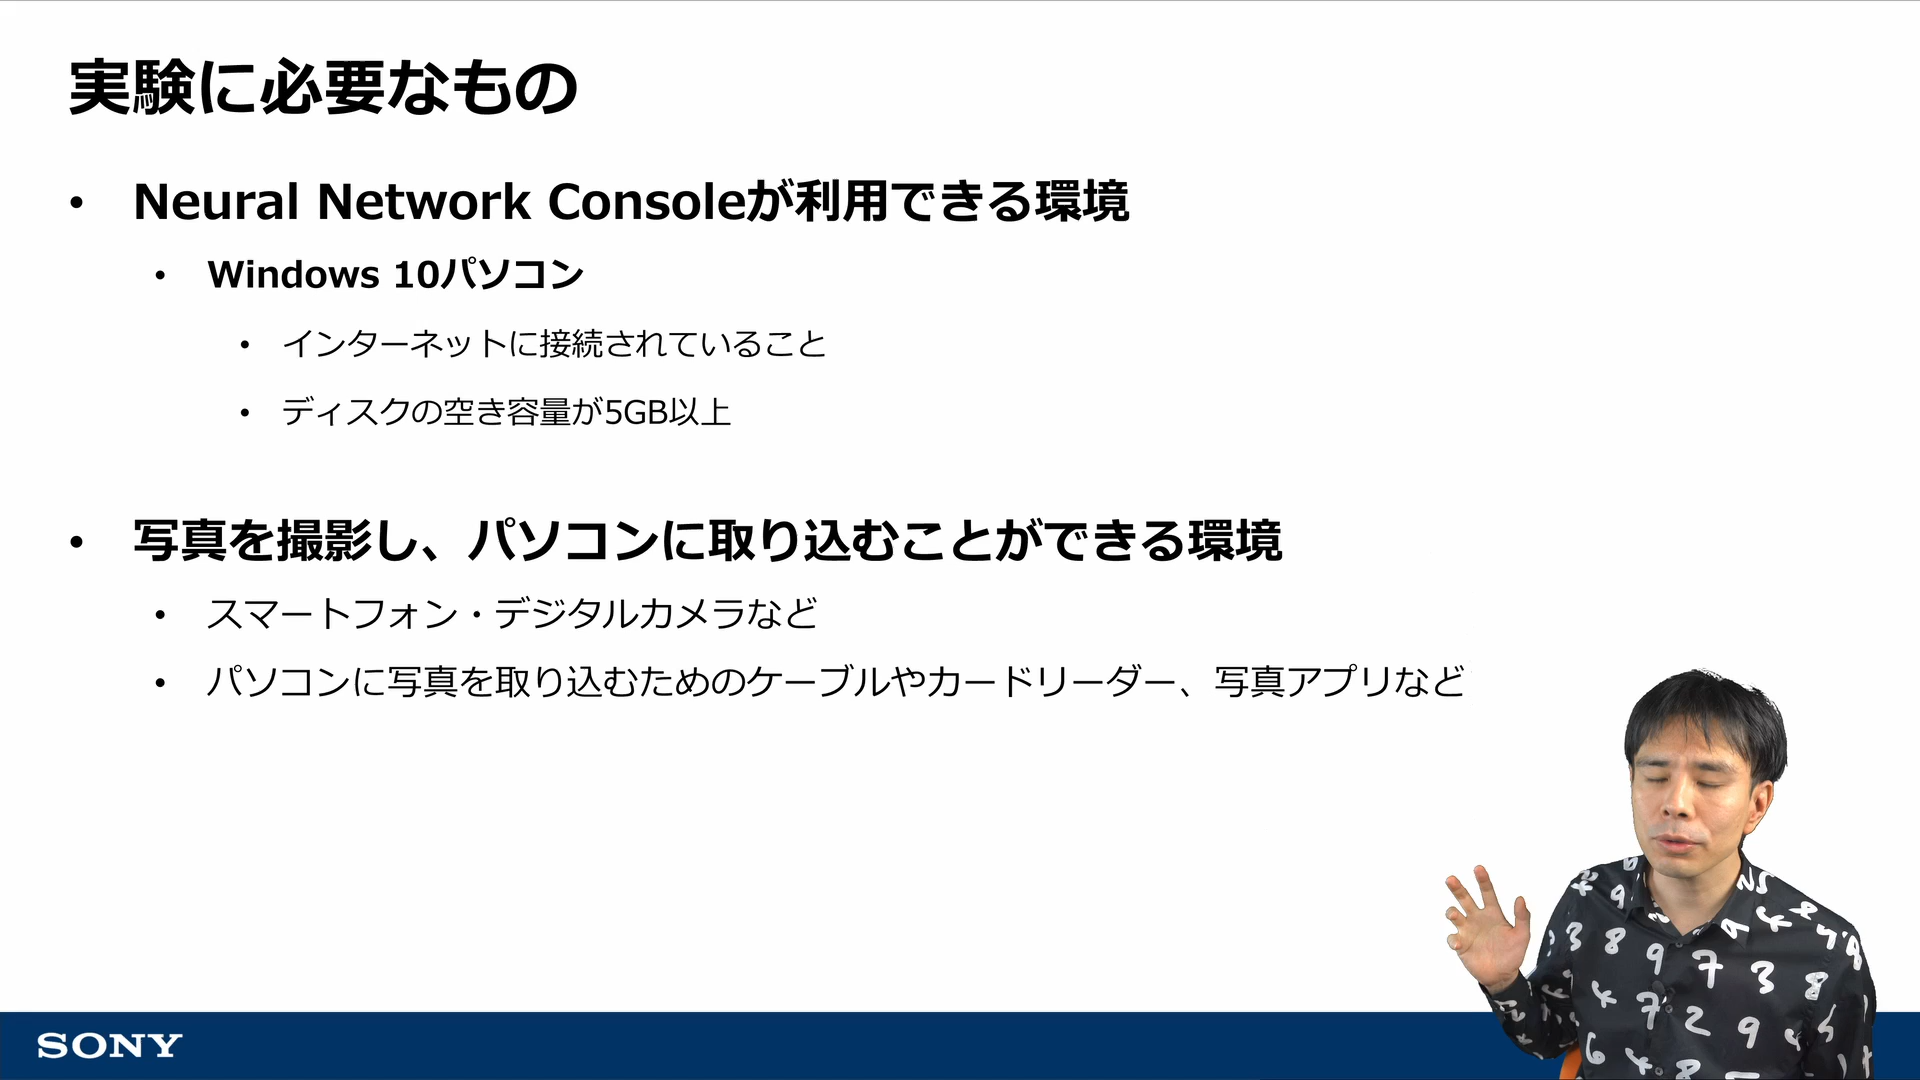 実験に必要なもの
• Neural Network Consoleが利用できる環境
• Windows 10パソコン
• インターネットに接続されていること
• ディスクの空き容量が5GB以上
• 写真を撮影し、パソコンに取り込むことができる環境
• スマートフォン・デジタルカメラなど
• パソコンに写真を取り込むためのケーブルやカードリーダー、写真アプリなど
SONY